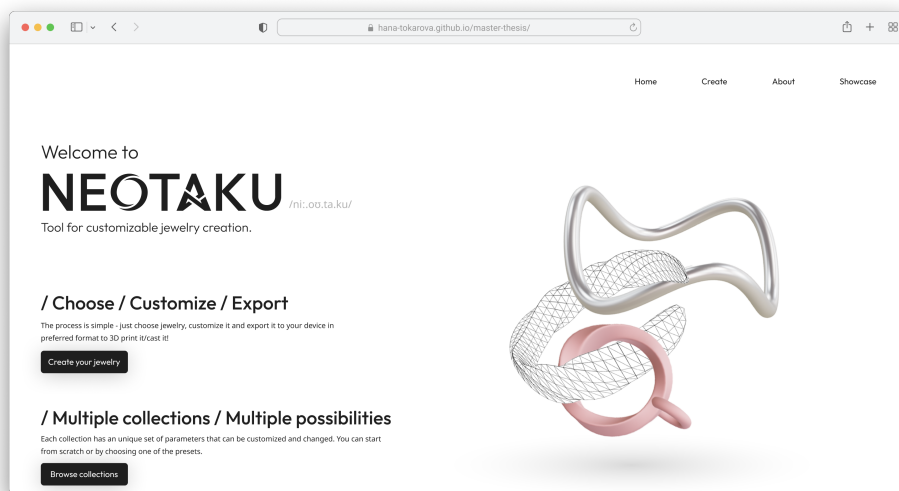 hana-tokarova.github.io/master-thesis/
Home Create About Showcase
Welcome to
NEOTAKU /niː.oʊ.ta.ku/
Tool for customizable jewelry creation.
/ Choose / Customize / Export
The process is simple - just choose jewelry, customize it and export it to your device in
preferred format to 3D print it/cast it!
Create your jewelry
/ Multiple collections / Multiple possibilities
Each collection has an unique set of parameters that can be customized and changed. You can start
from scratch or by choosing one of the presets.
Browse collections